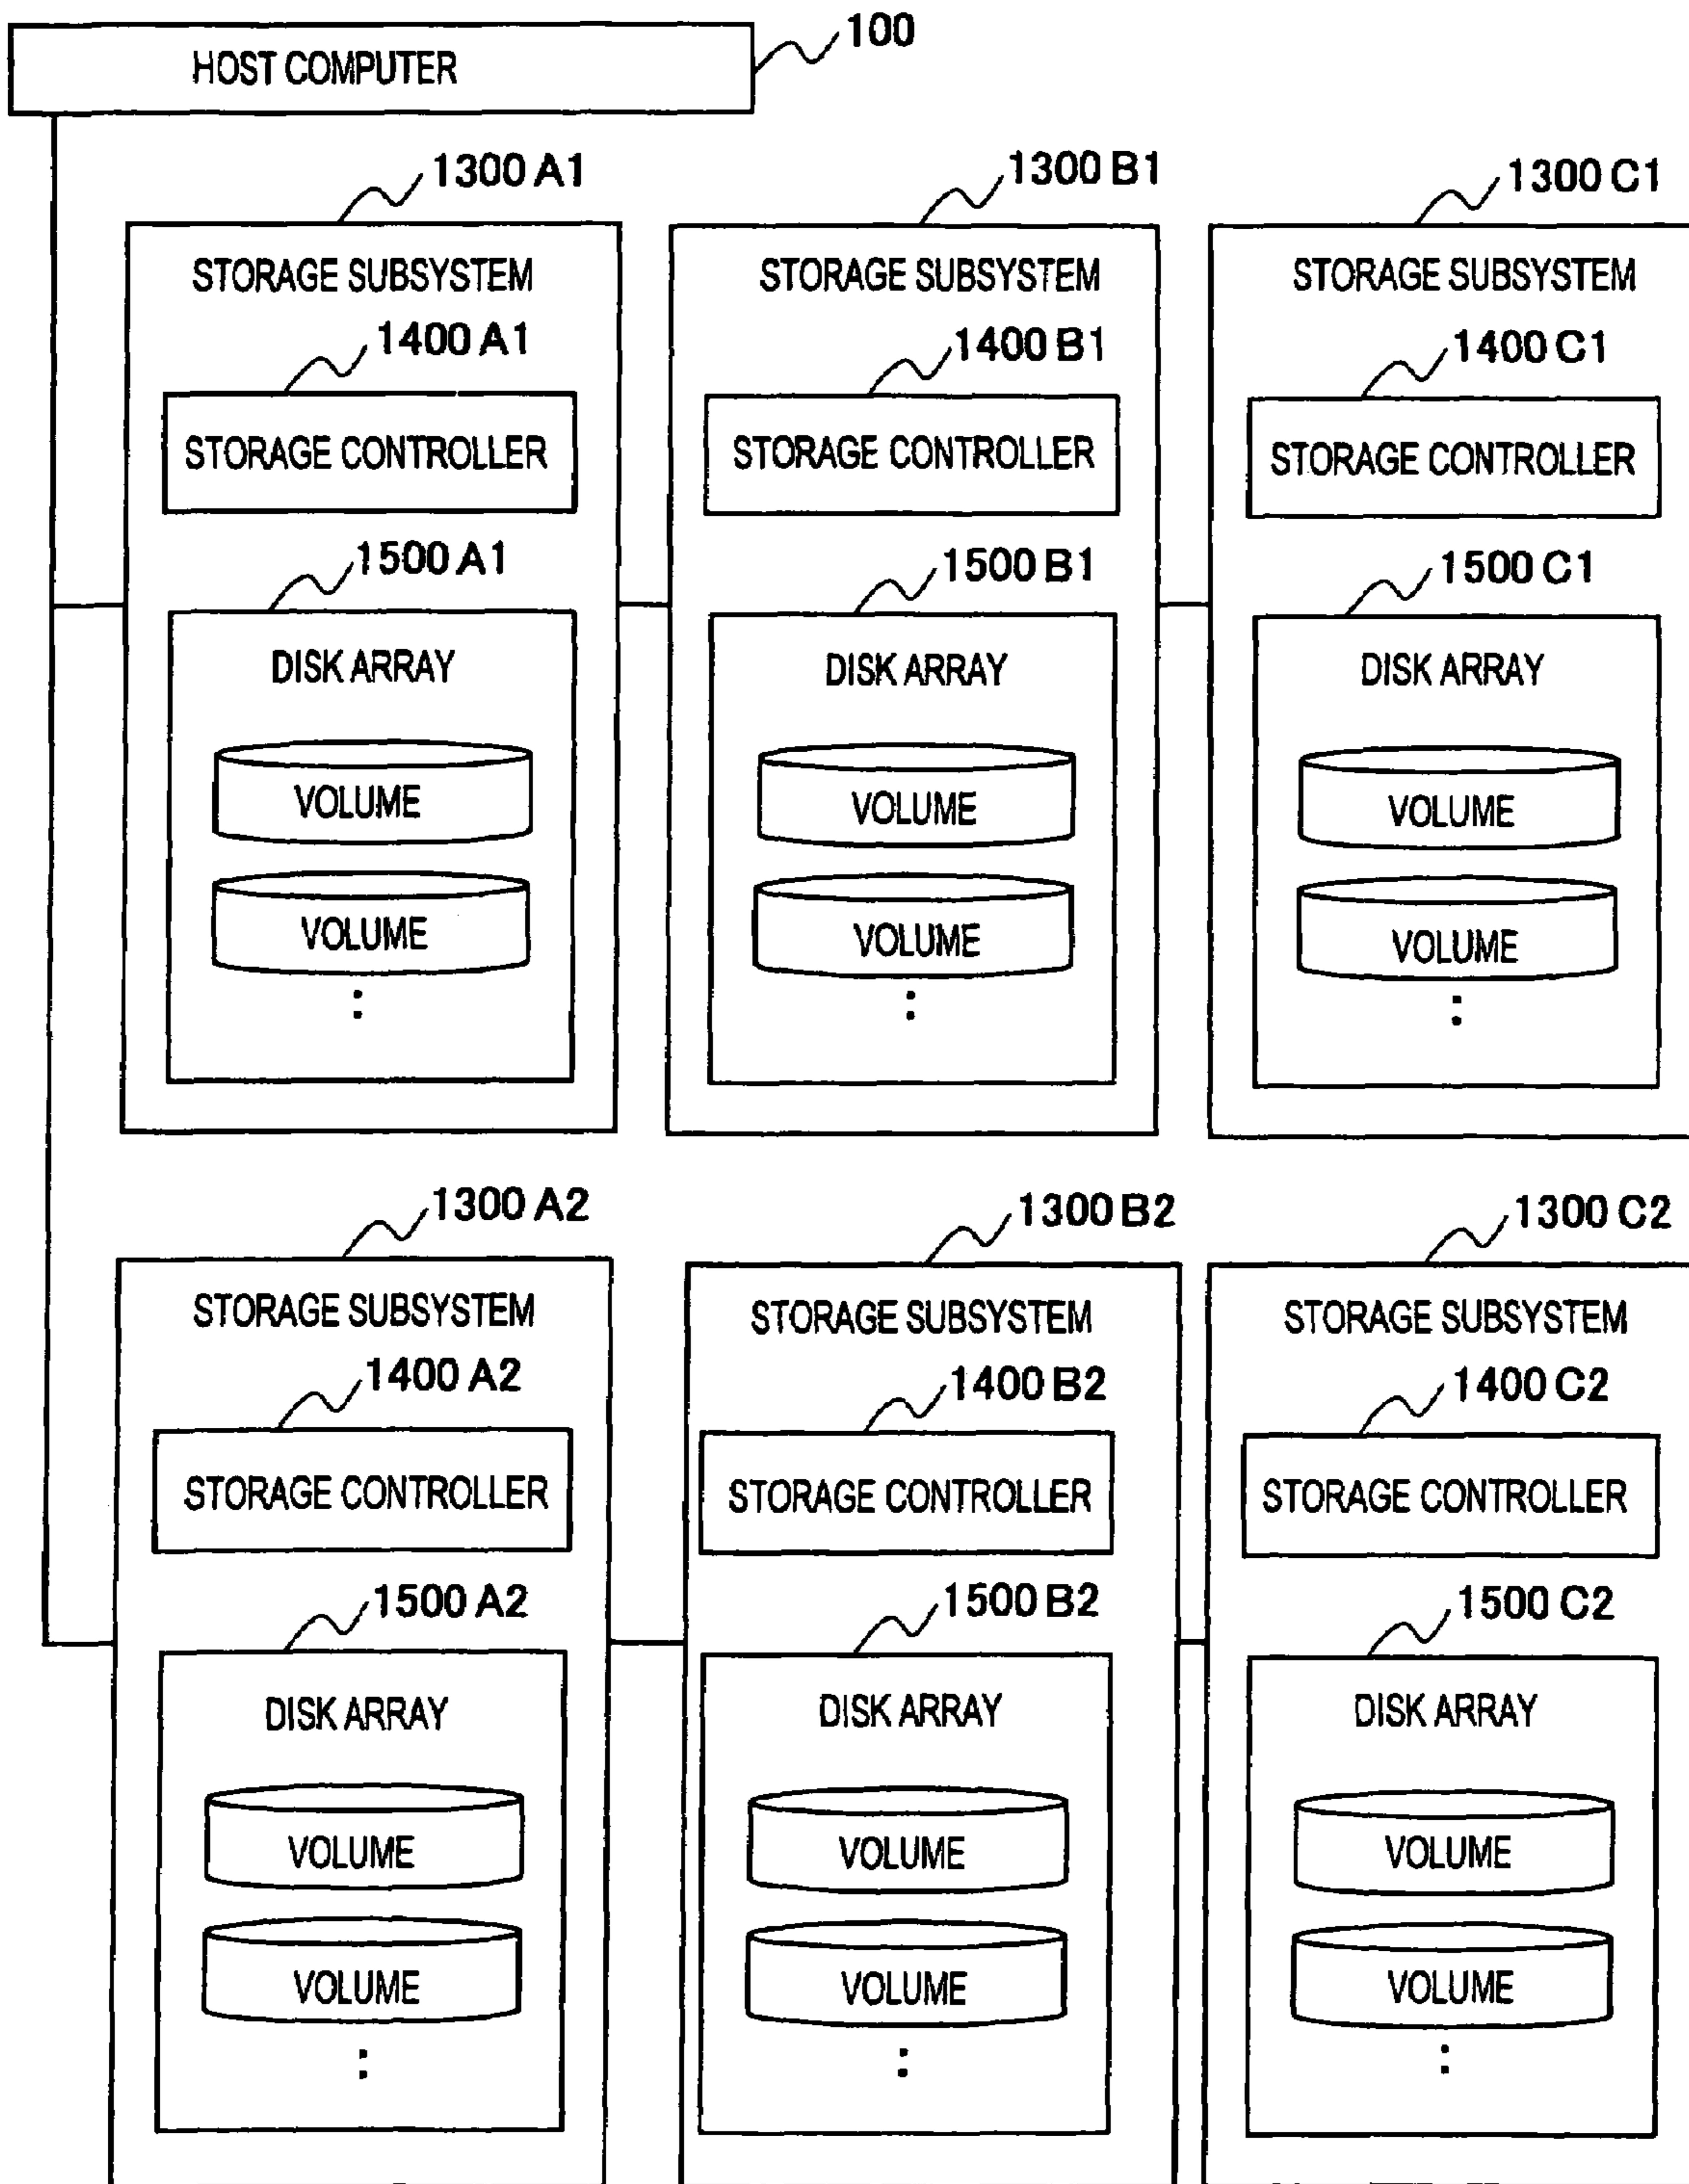 100
HOST COMPUTER
1300 A1
1300 B1
1300 C1
STORAGE SUBSYSTEM
STORAGE SUBSYSTEM
STORAGE SUBSYSTEM
1400 A1
1400 B1
1400 C1
STORAGE CONTROLLER
STORAGE CONTROLLER
STORAGE CONTROLLER
1500 A1
1500 B1
1500 C1
DISK ARRAY
DISK ARRAY
DISK ARRAY
VOLUME
VOLUME
VOLUME
VOLUME
VOLUME
VOLUME
1300 A2
1300 B2
1300 C2
STORAGE SUBSYSTEM
STORAGE SUBSYSTEM
STORAGE SUBSYSTEM
1400 A2
1400 B2
1400 C2
STORAGE CONTROLLER
STORAGE CONTROLLER
STORAGE CONTROLLER
1500 A2
1500 B2
1500 C2
DISK ARRAY
DISK ARRAY
DISK ARRAY
VOLUME
VOLUME
VOLUME
VOLUME
VOLUME
VOLUME